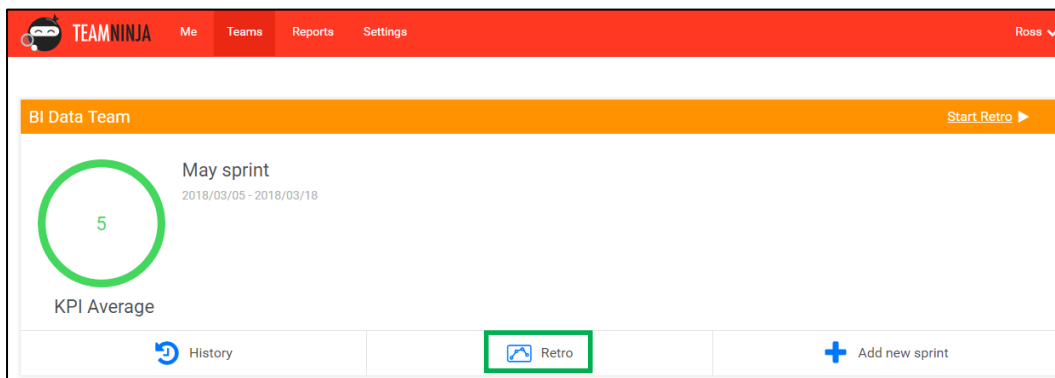 TEAMNINJA Me Teams Reports Settings Ross
BI Data Team Start Retro
May sprint
2018/03/05 - 2018/03/18
5
KPI Average
History Retro Add new sprint